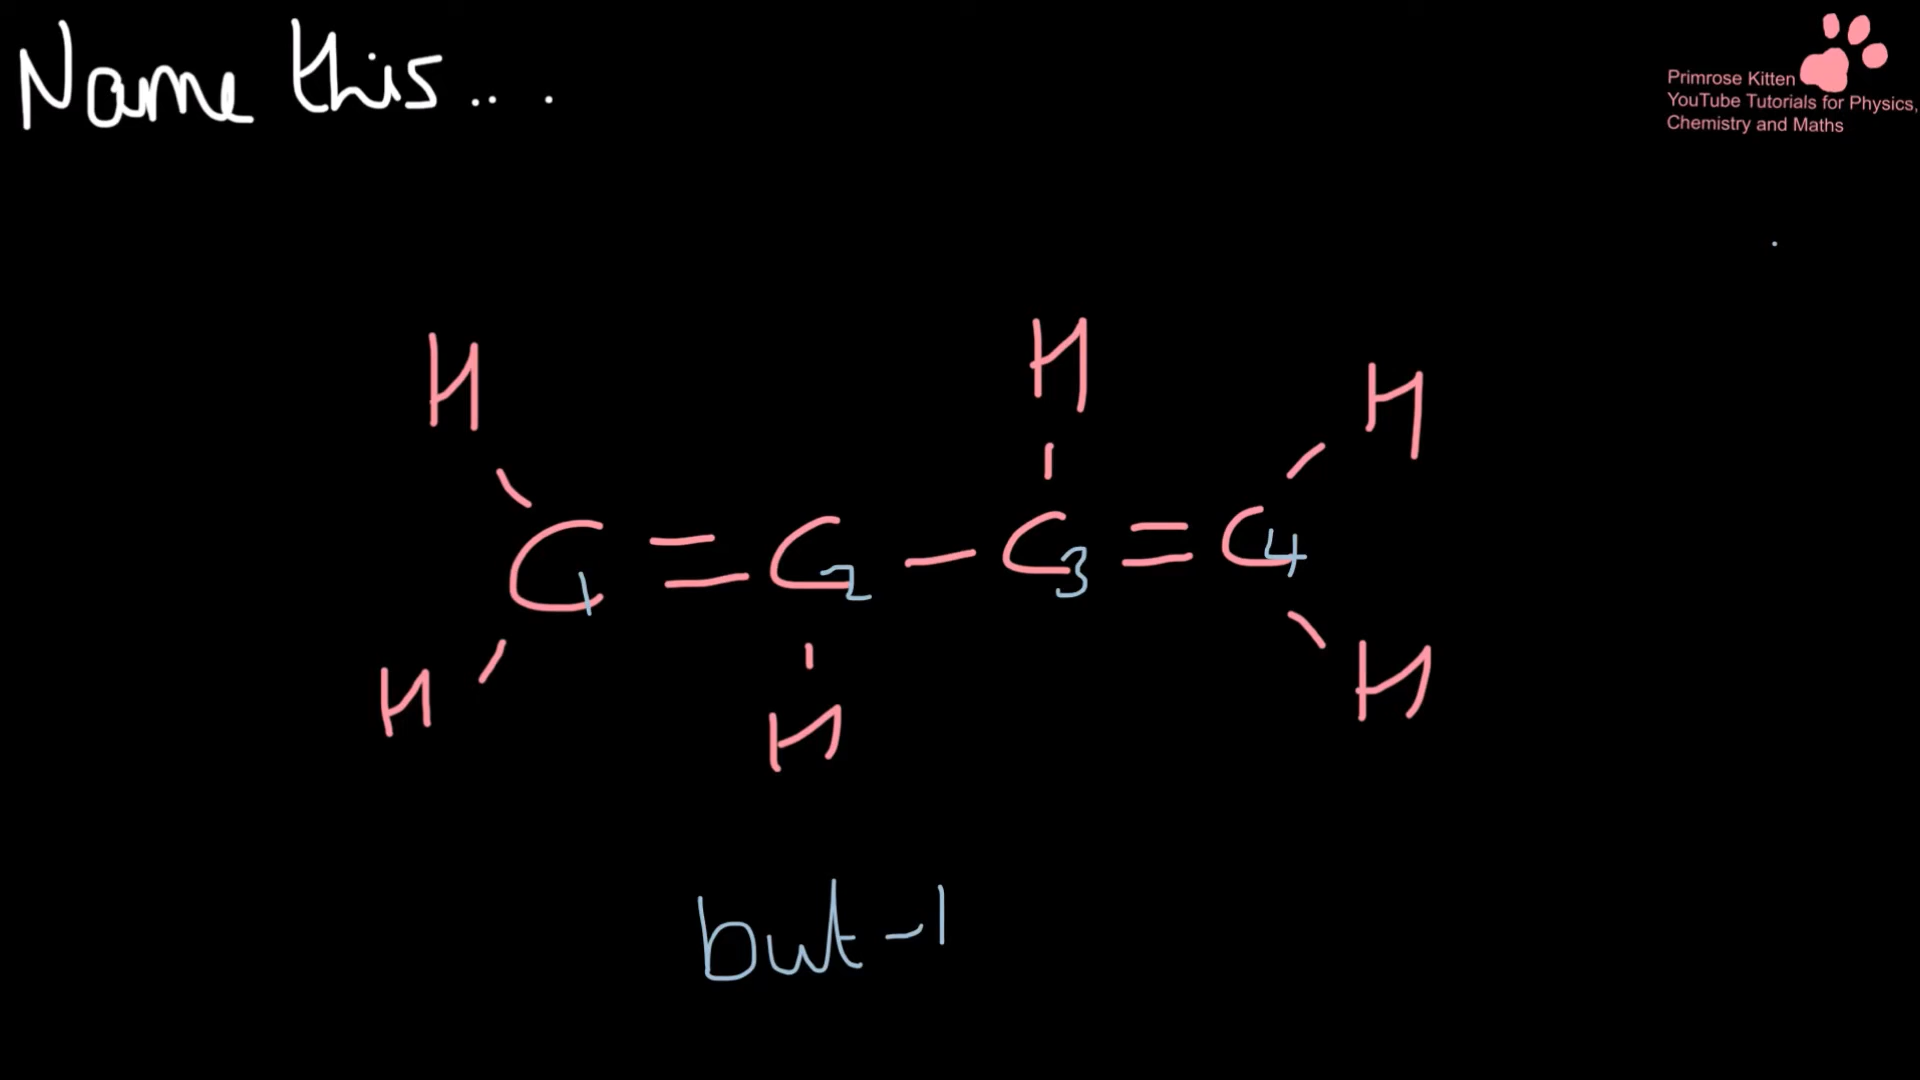 Name this...
Primrose Kitten
YouTube Tutorials for Physics,
Chemistry and Maths
H H H
C1 = C2 - C3 = C4
H H H
but-1